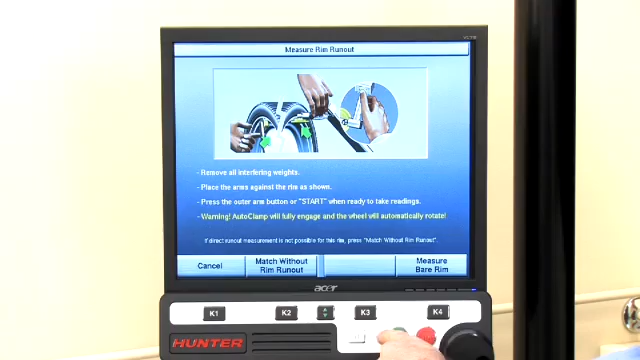 Measure Rim Runout
- Remove all interfering weights.
- Place the arms against the rim as shown.
- Press the outer arm button or "START" when ready to take readings.
- Warning! AutoClamp will fully engage and the wheel will automatically rotate!
If direct runout measurement is not possible for this rim, press "Match Without Rim Runout".
Cancel
Match Without
Rim Runout
Measure
Bare Rim
acer
K1
K2
K3
K4
HUNTER